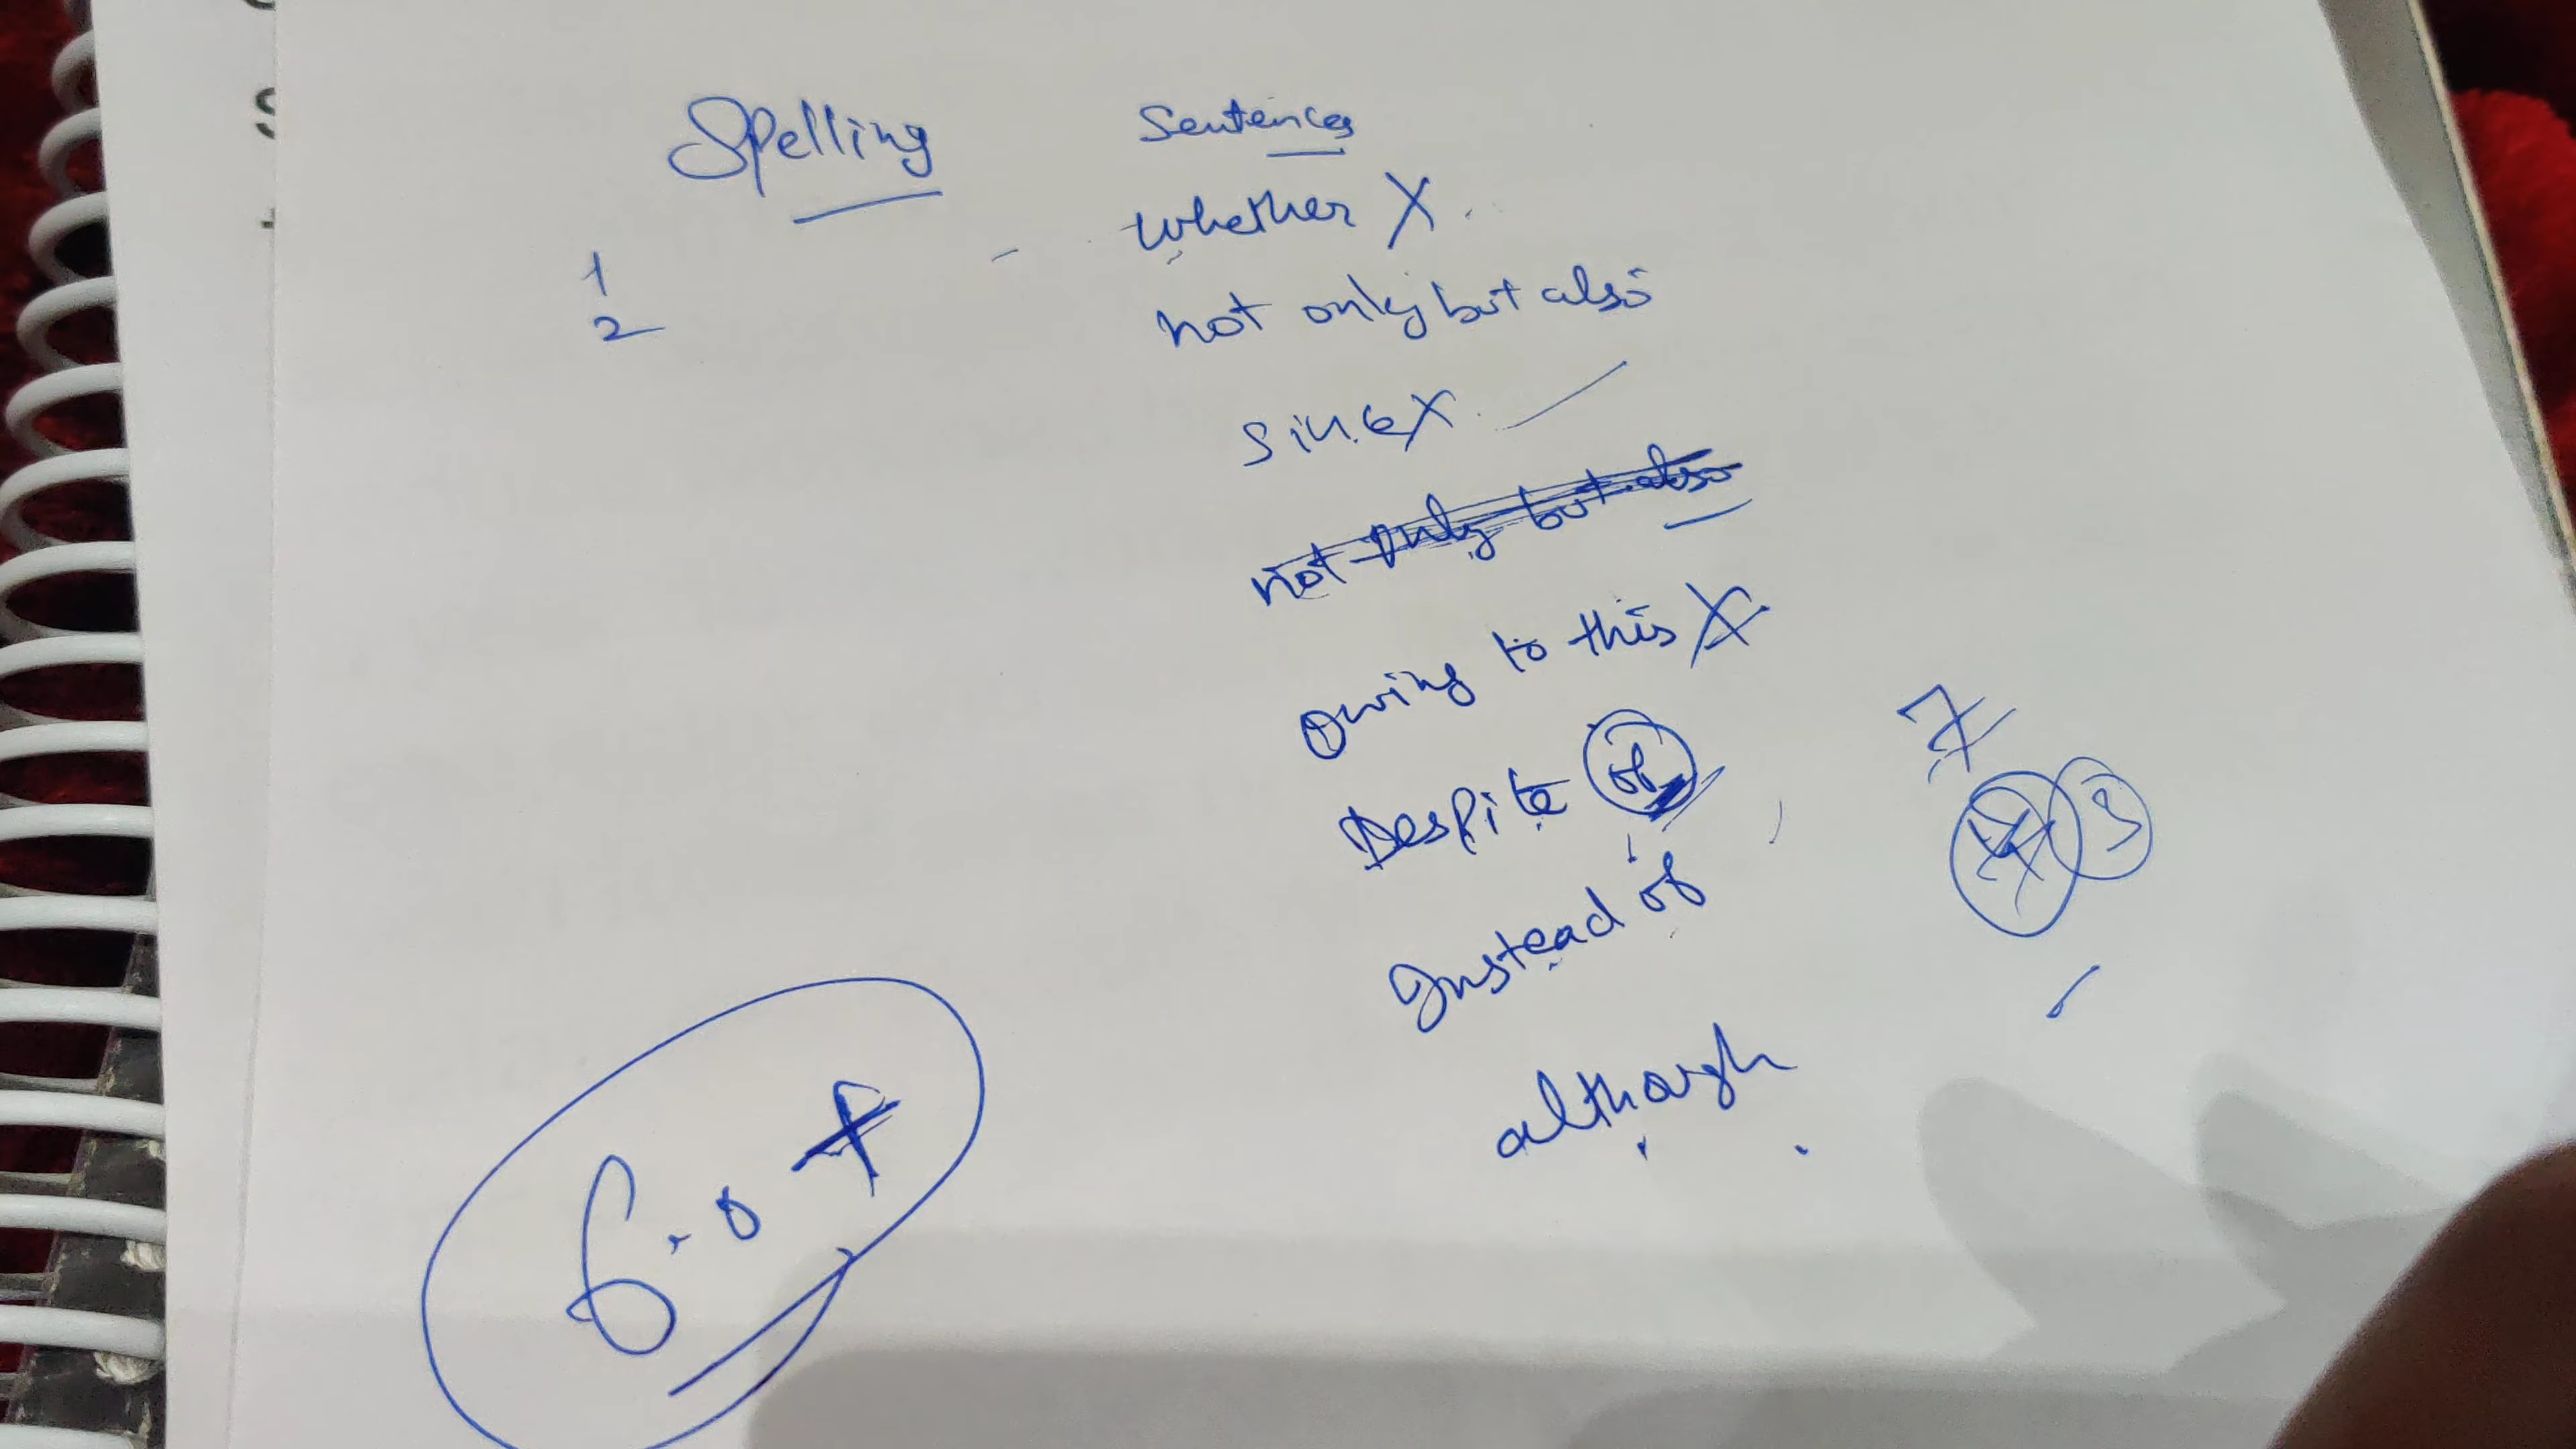 Spelling
Sentences
1
2
Whether X
not only but also
Since X
not only but also
Owing to this X
Despite of
Instead of
although
7
3
6.0 +